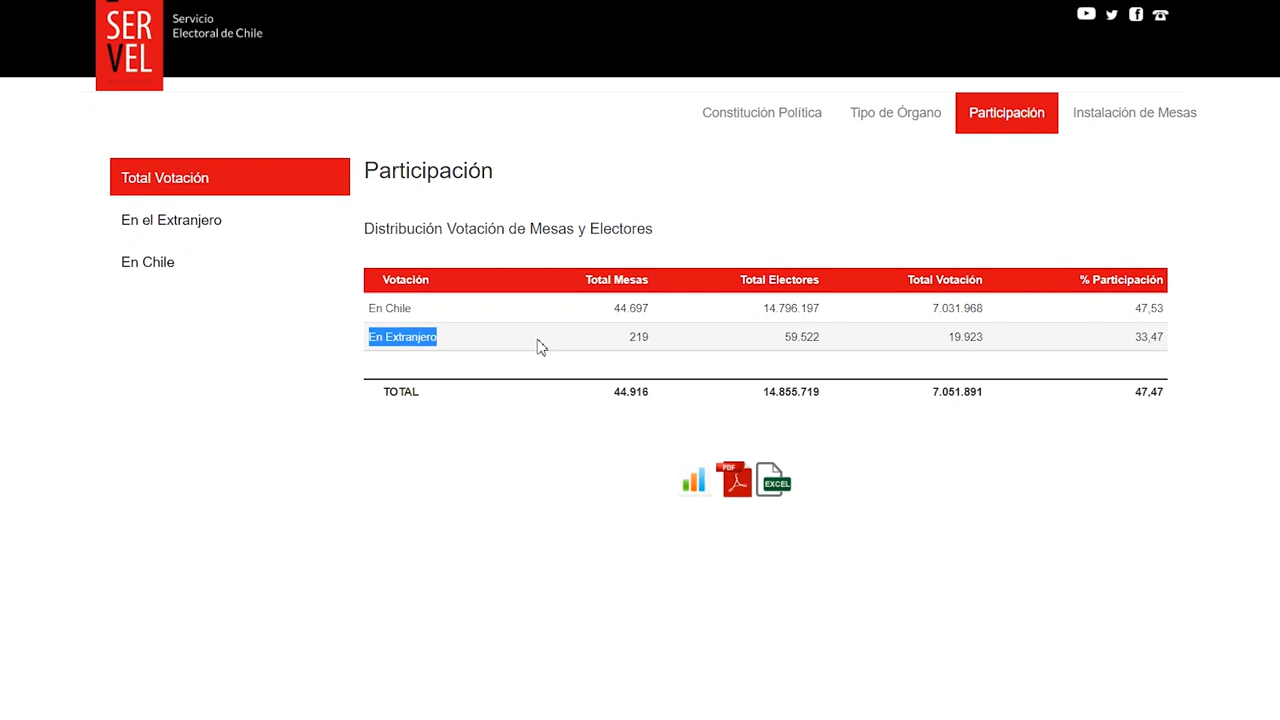 SER
VEL
Servicio
Electoral de Chile
Constitución Política Tipo de Órgano Participación Instalación de Mesas
Total Votación
En el Extranjero
En Chile
Participación
Distribución Votación de Mesas y Electores
Votación Total Mesas Total Electores Total Votación % Participación
En Chile 44.697 14.796.197 7.031.968 47,53
En Extranjero 219 59.522 19.923 33,47
TOTAL 44.916 14.855.719 7.051.891 47,47
PDF
EXCEL